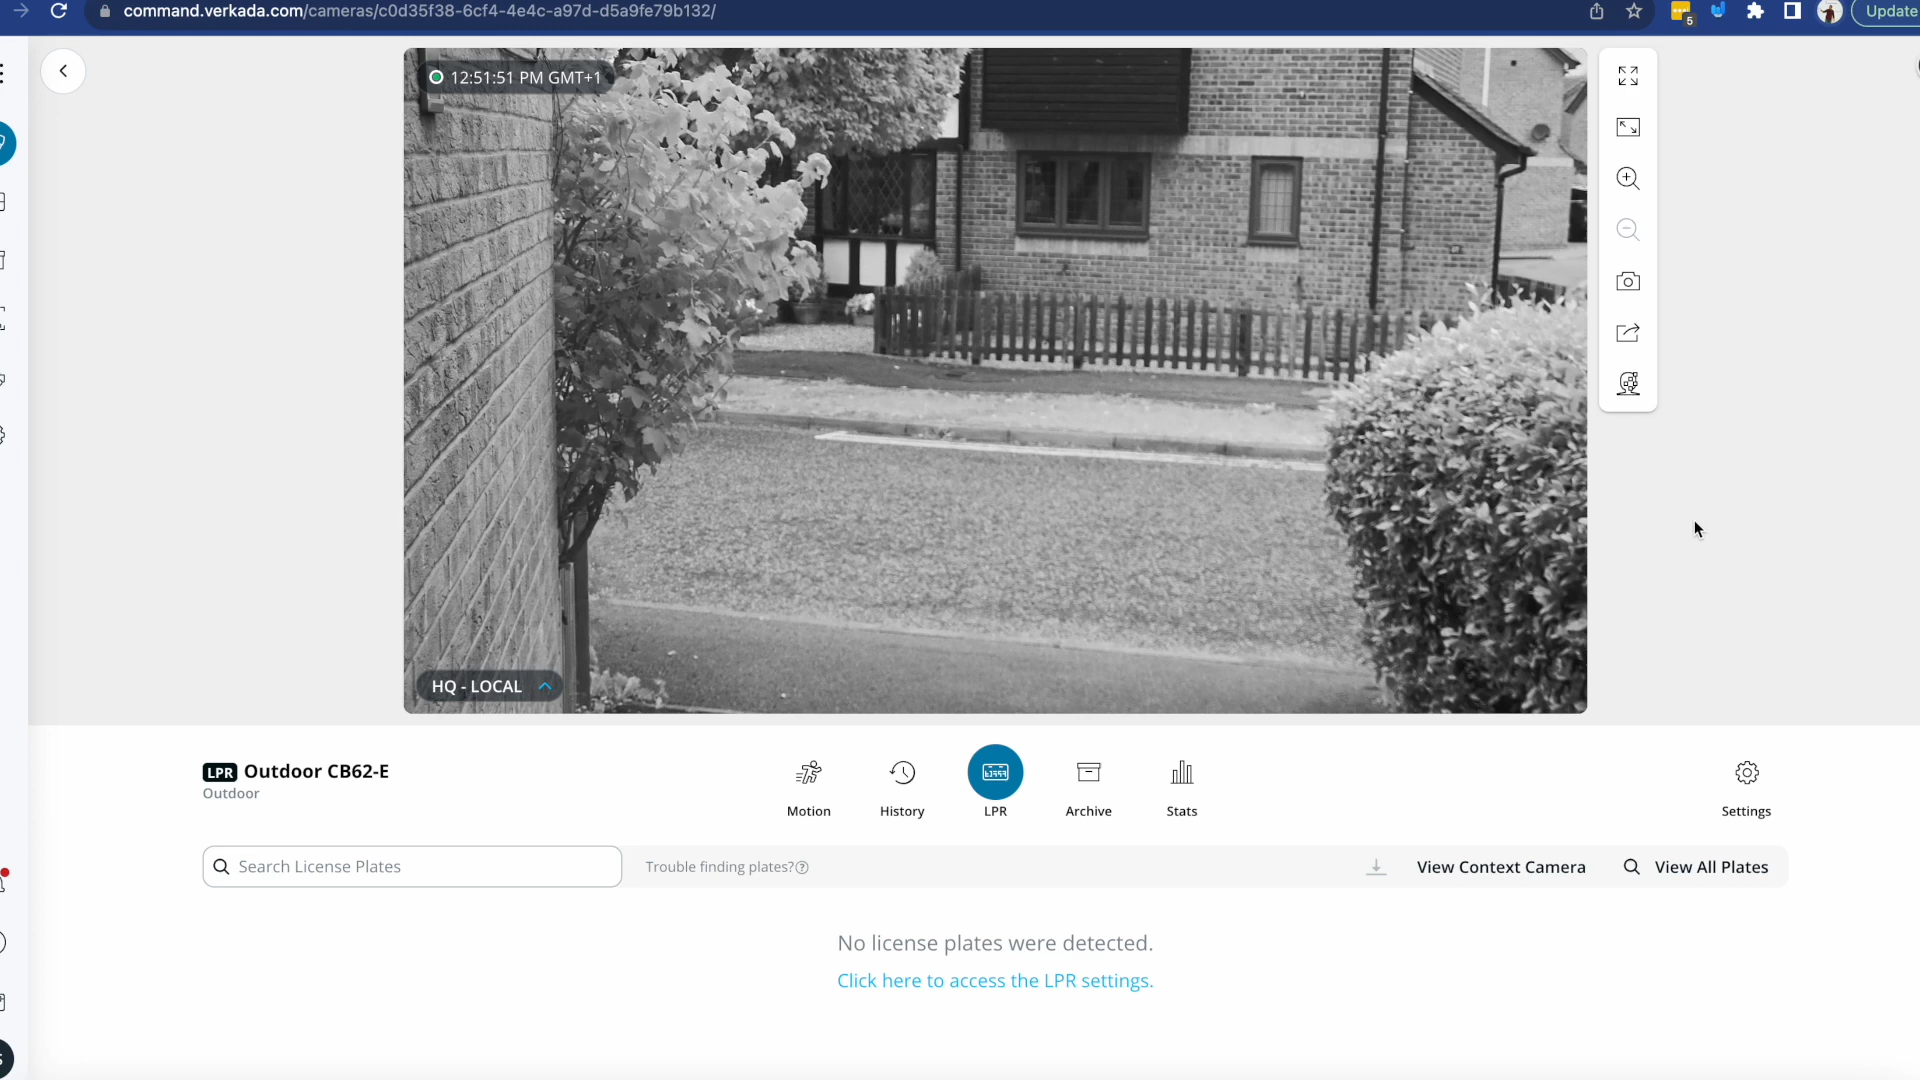 command.verkada.com/cameras/c0d35f38-6cf4-4e4c-a97d-d5a9fe79b132/
5
Update
12:51:51 PM GMT+1
HQ - LOCAL
LPR Outdoor CB62-E
Outdoor
Motion
History
LPR
Archive
Stats
Settings
Search License Plates
Trouble finding plates?
View Context Camera
View All Plates
No license plates were detected.
Click here to access the LPR settings.